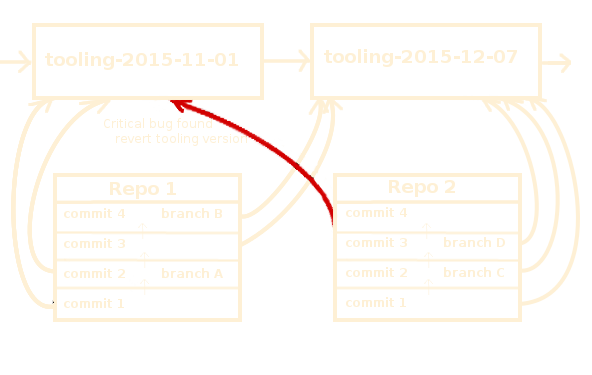 tooling-2015-11-01
tooling-2015-12-07
Critical bug found
revert tooling version
Repo 1
commit 4 branch B
commit 3
commit 2 branch A
commit 1
Repo 2
commit 4
commit 3 branch D
commit 2 branch C
commit 1